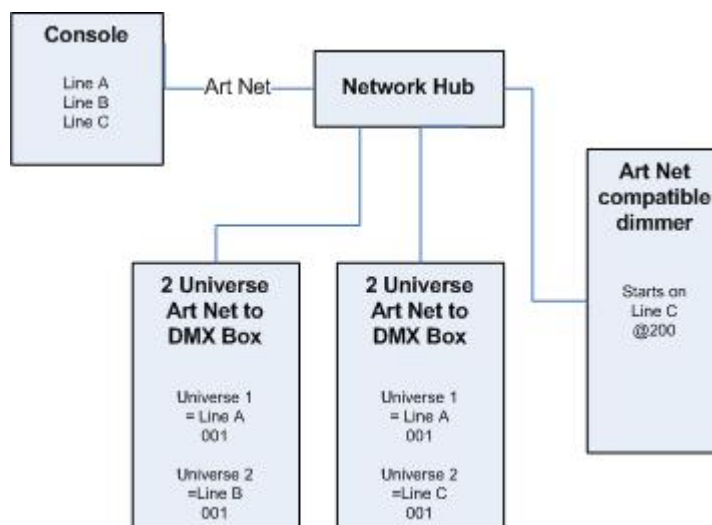 Console
Line A
Line B
Line C
Art Net
Network Hub
Art Net
compatible
dimmer
Starts on
Line C
@200
2 Universe
Art Net to
DMX Box
Universe 1
= Line A
001
Universe 2
=Line B
001
2 Universe
Art Net to
DMX Box
Universe 1
= Line A
001
Universe 2
=Line C
001